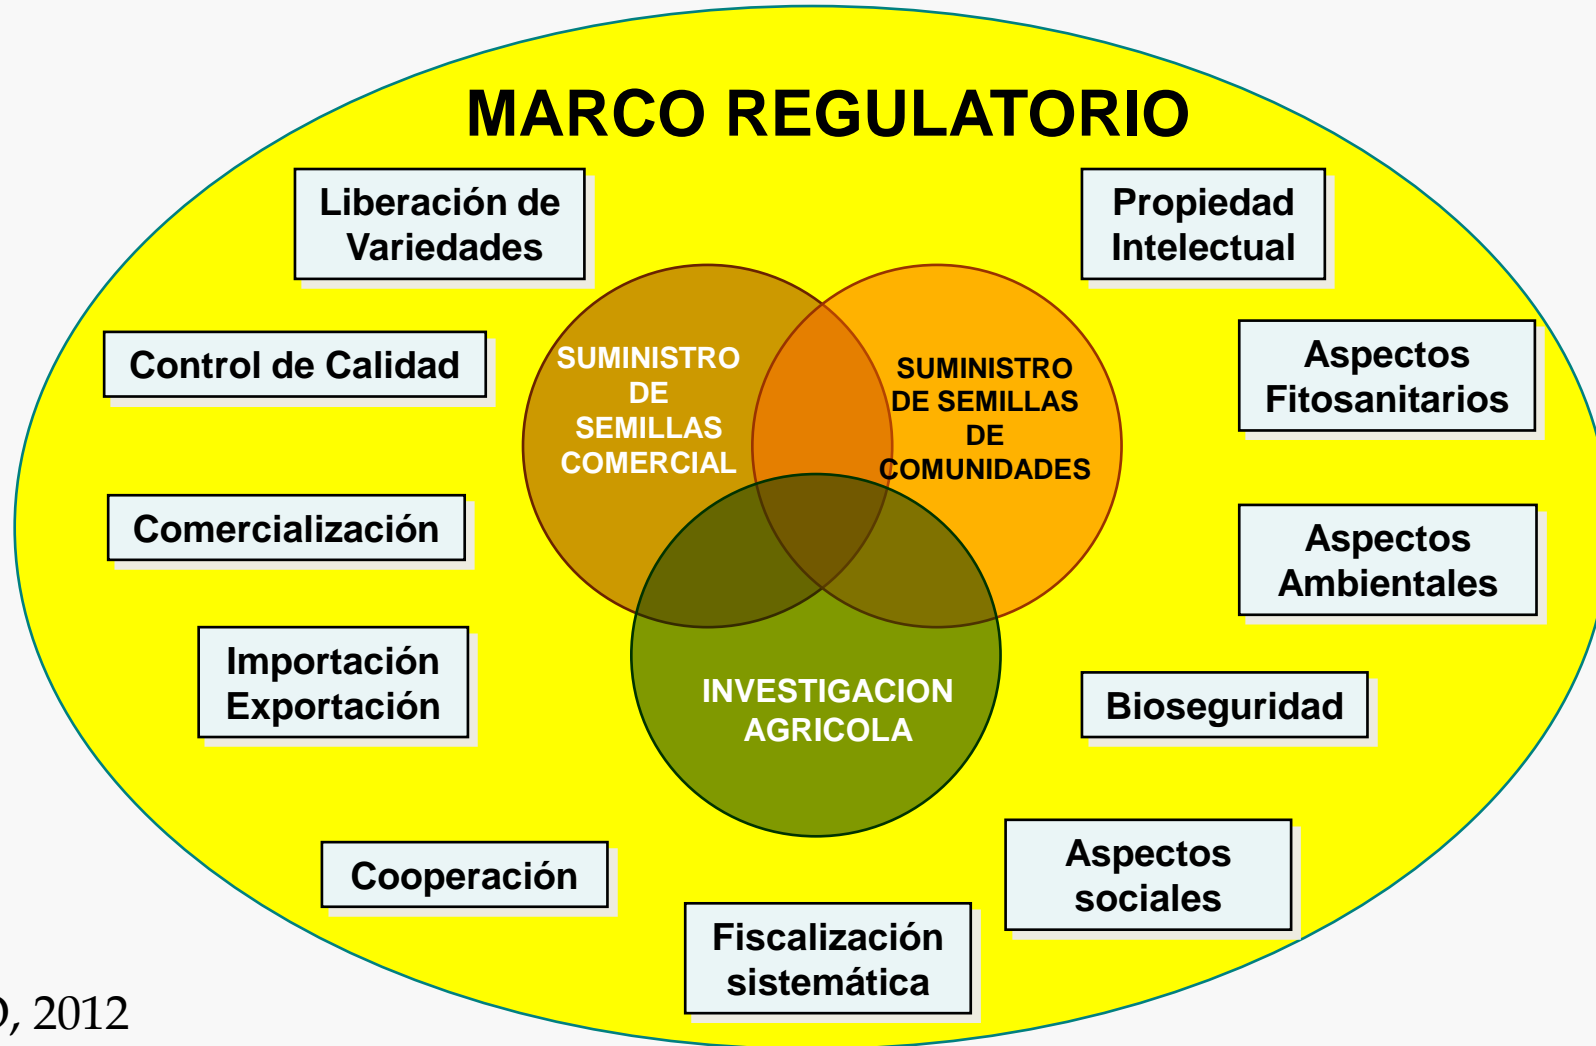 MARCO REGULATORIO
Liberación de
Variedades
Propiedad
Intelectual
Control de Calidad
Aspectos
Fitosanitarios
SUMINISTRO
DE
SEMILLAS
COMERCIAL
SUMINISTRO
DE SEMILLAS
DE
COMUNIDADES
Comercialización
Aspectos
Ambientales
Importación
Exportación
INVESTIGACION
AGRICOLA
Bioseguridad
Cooperación
Aspectos
sociales
Fiscalización
sistemática
, 2012